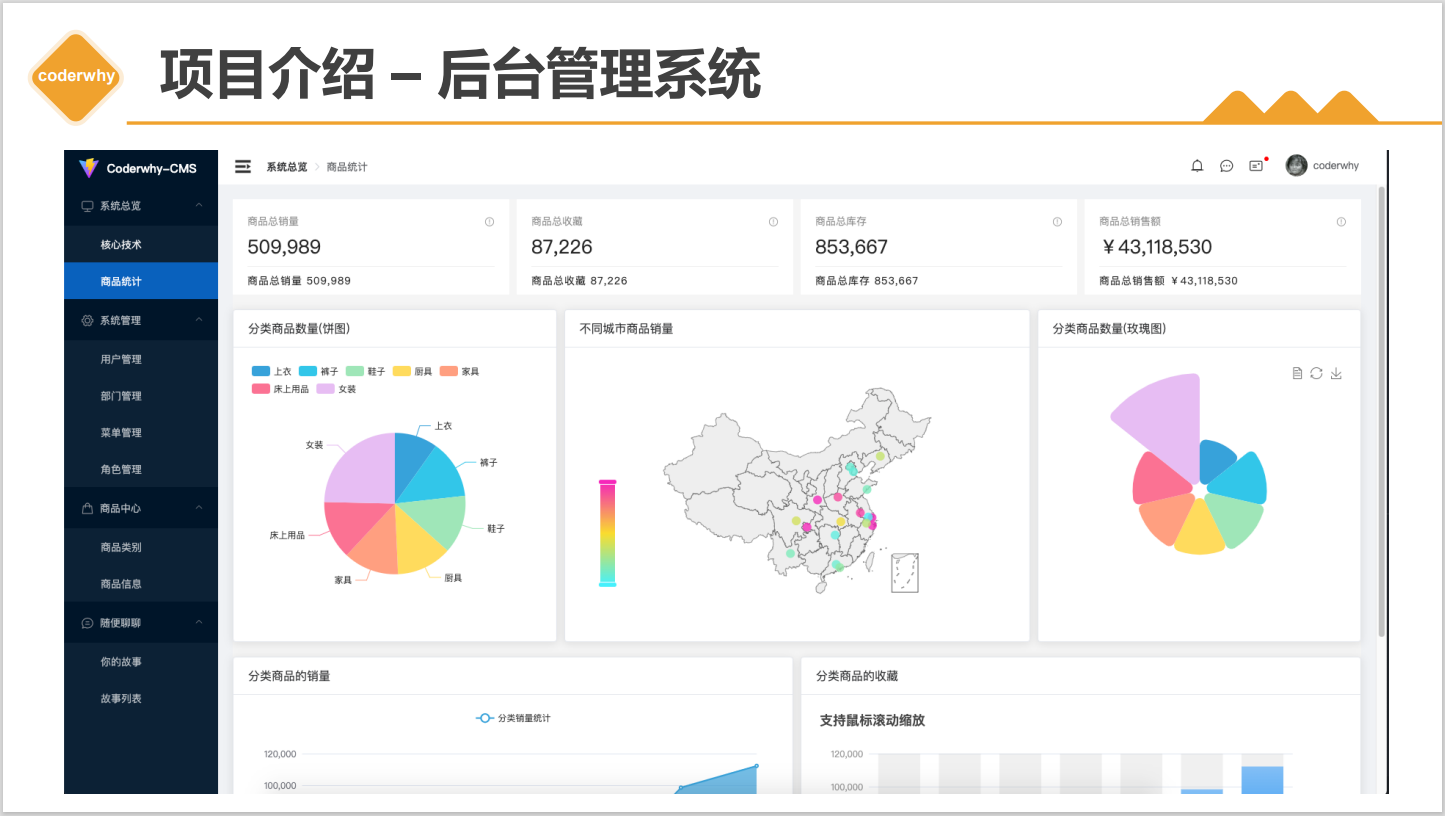 coderwhy
项目介绍 – 后台管理系统
Coderwhy-CMS
系统总览
核心技术
商品统计
系统管理
用户管理
部门管理
菜单管理
角色管理
商品中心
商品类别
商品信息
随便聊聊
你的故事
故事列表
系统总览 > 商品统计
coderwhy
商品总销量
509,989
商品总销量 509,989
商品总收藏
87,226
商品总收藏 87,226
商品总库存
853,667
商品总库存 853,667
商品总销售额
¥43,118,530
商品总销售额 ¥43,118,530
分类商品数量(饼图)
上衣 裤子 鞋子 厨具 家具
床上用品 女装
上衣
女装
裤子
鞋子
床上用品
厨具
家具
不同城市商品销量
分类商品数量(玫瑰图)
分类商品的销量
分类销量统计
120,000
100,000
分类商品的收藏
支持鼠标滚动缩放
120,000
100,000